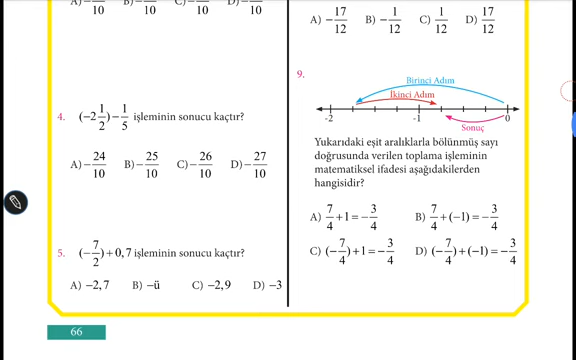 A)— 10 B)— 10 C)— 10 D)— 10
4. (−2 1/2) − 1/5 işleminin sonucu kaçtır?
A) − 24/10 B) − 25/10 C) − 26/10 D) − 27/10
5. (− 7/2) + 0,7 işleminin sonucu kaçtır?
A) −2,7 B) −ü C) −2,9 D) −3
66
A) − 17/12 B) − 1/12 C) 1/12 D) 17/12
9.
Birinci Adım
İkinci Adım
-2 -1 0
Sonuç
Yukarıdaki eşit aralıklarla bölünmüş sayı
doğrusunda verilen toplama işleminin
matematiksel ifadesi aşağıdakilerden
hangisidir?
A) 7/4 + 1 = − 3/4 B) 7/4 + (−1) = − 3/4
C) (− 7/4) + 1 = − 3/4 D) (− 7/4) + (−1) = − 3/4